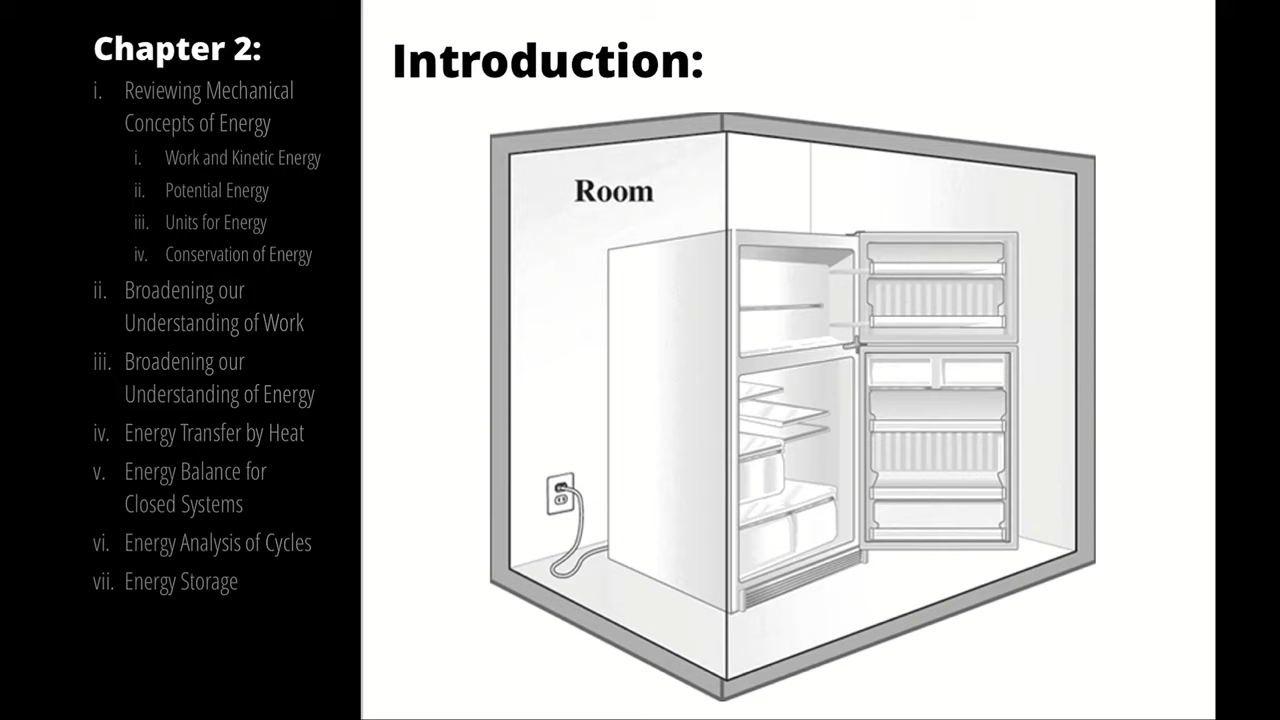 Chapter 2:
i. Reviewing Mechanical
Concepts of Energy
i. Work and Kinetic Energy
ii. Potential Energy
iii. Units for Energy
iv. Conservation of Energy
ii. Broadening our
Understanding of Work
iii. Broadening our
Understanding of Energy
iv. Energy Transfer by Heat
v. Energy Balance for
Closed Systems
vi. Energy Analysis of Cycles
vii. Energy Storage
Introduction:
Room